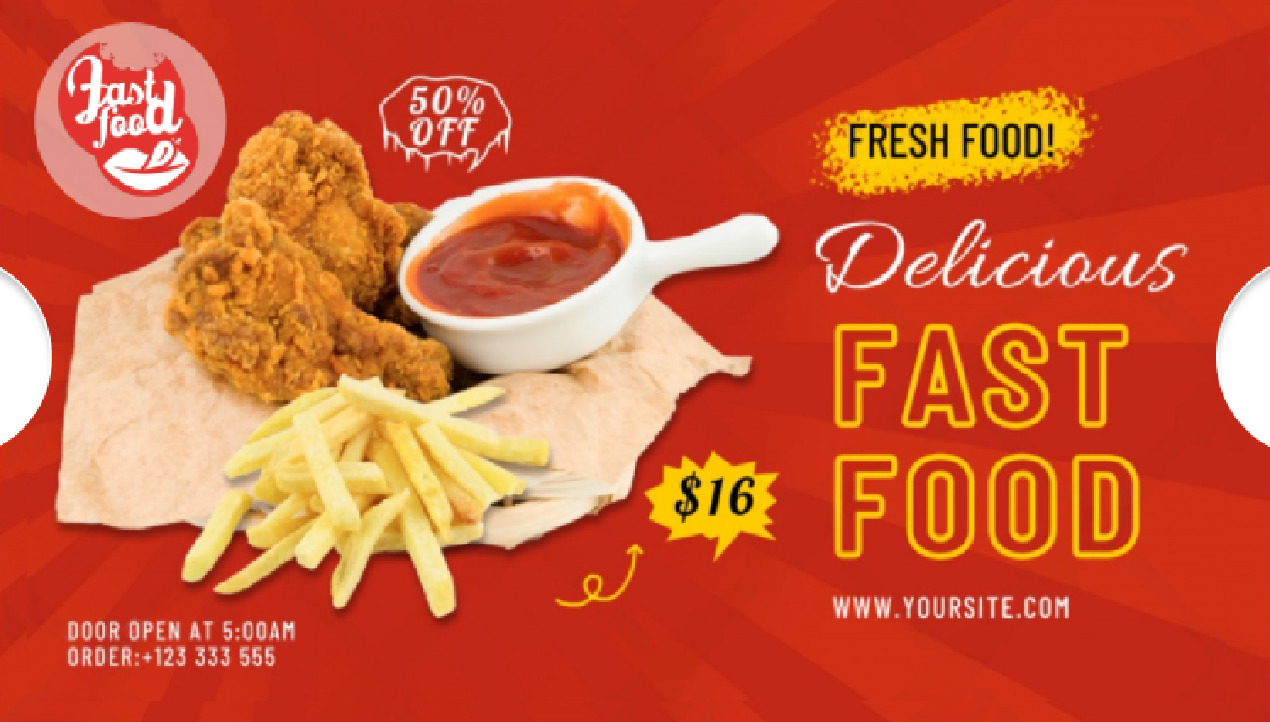 Fast
food
50%
OFF
FRESH FOOD!
Delicious
FAST
FOOD
$16
WWW.YOURSITE.COM
DOOR OPEN AT 5:00AM
ORDER:+123 333 555